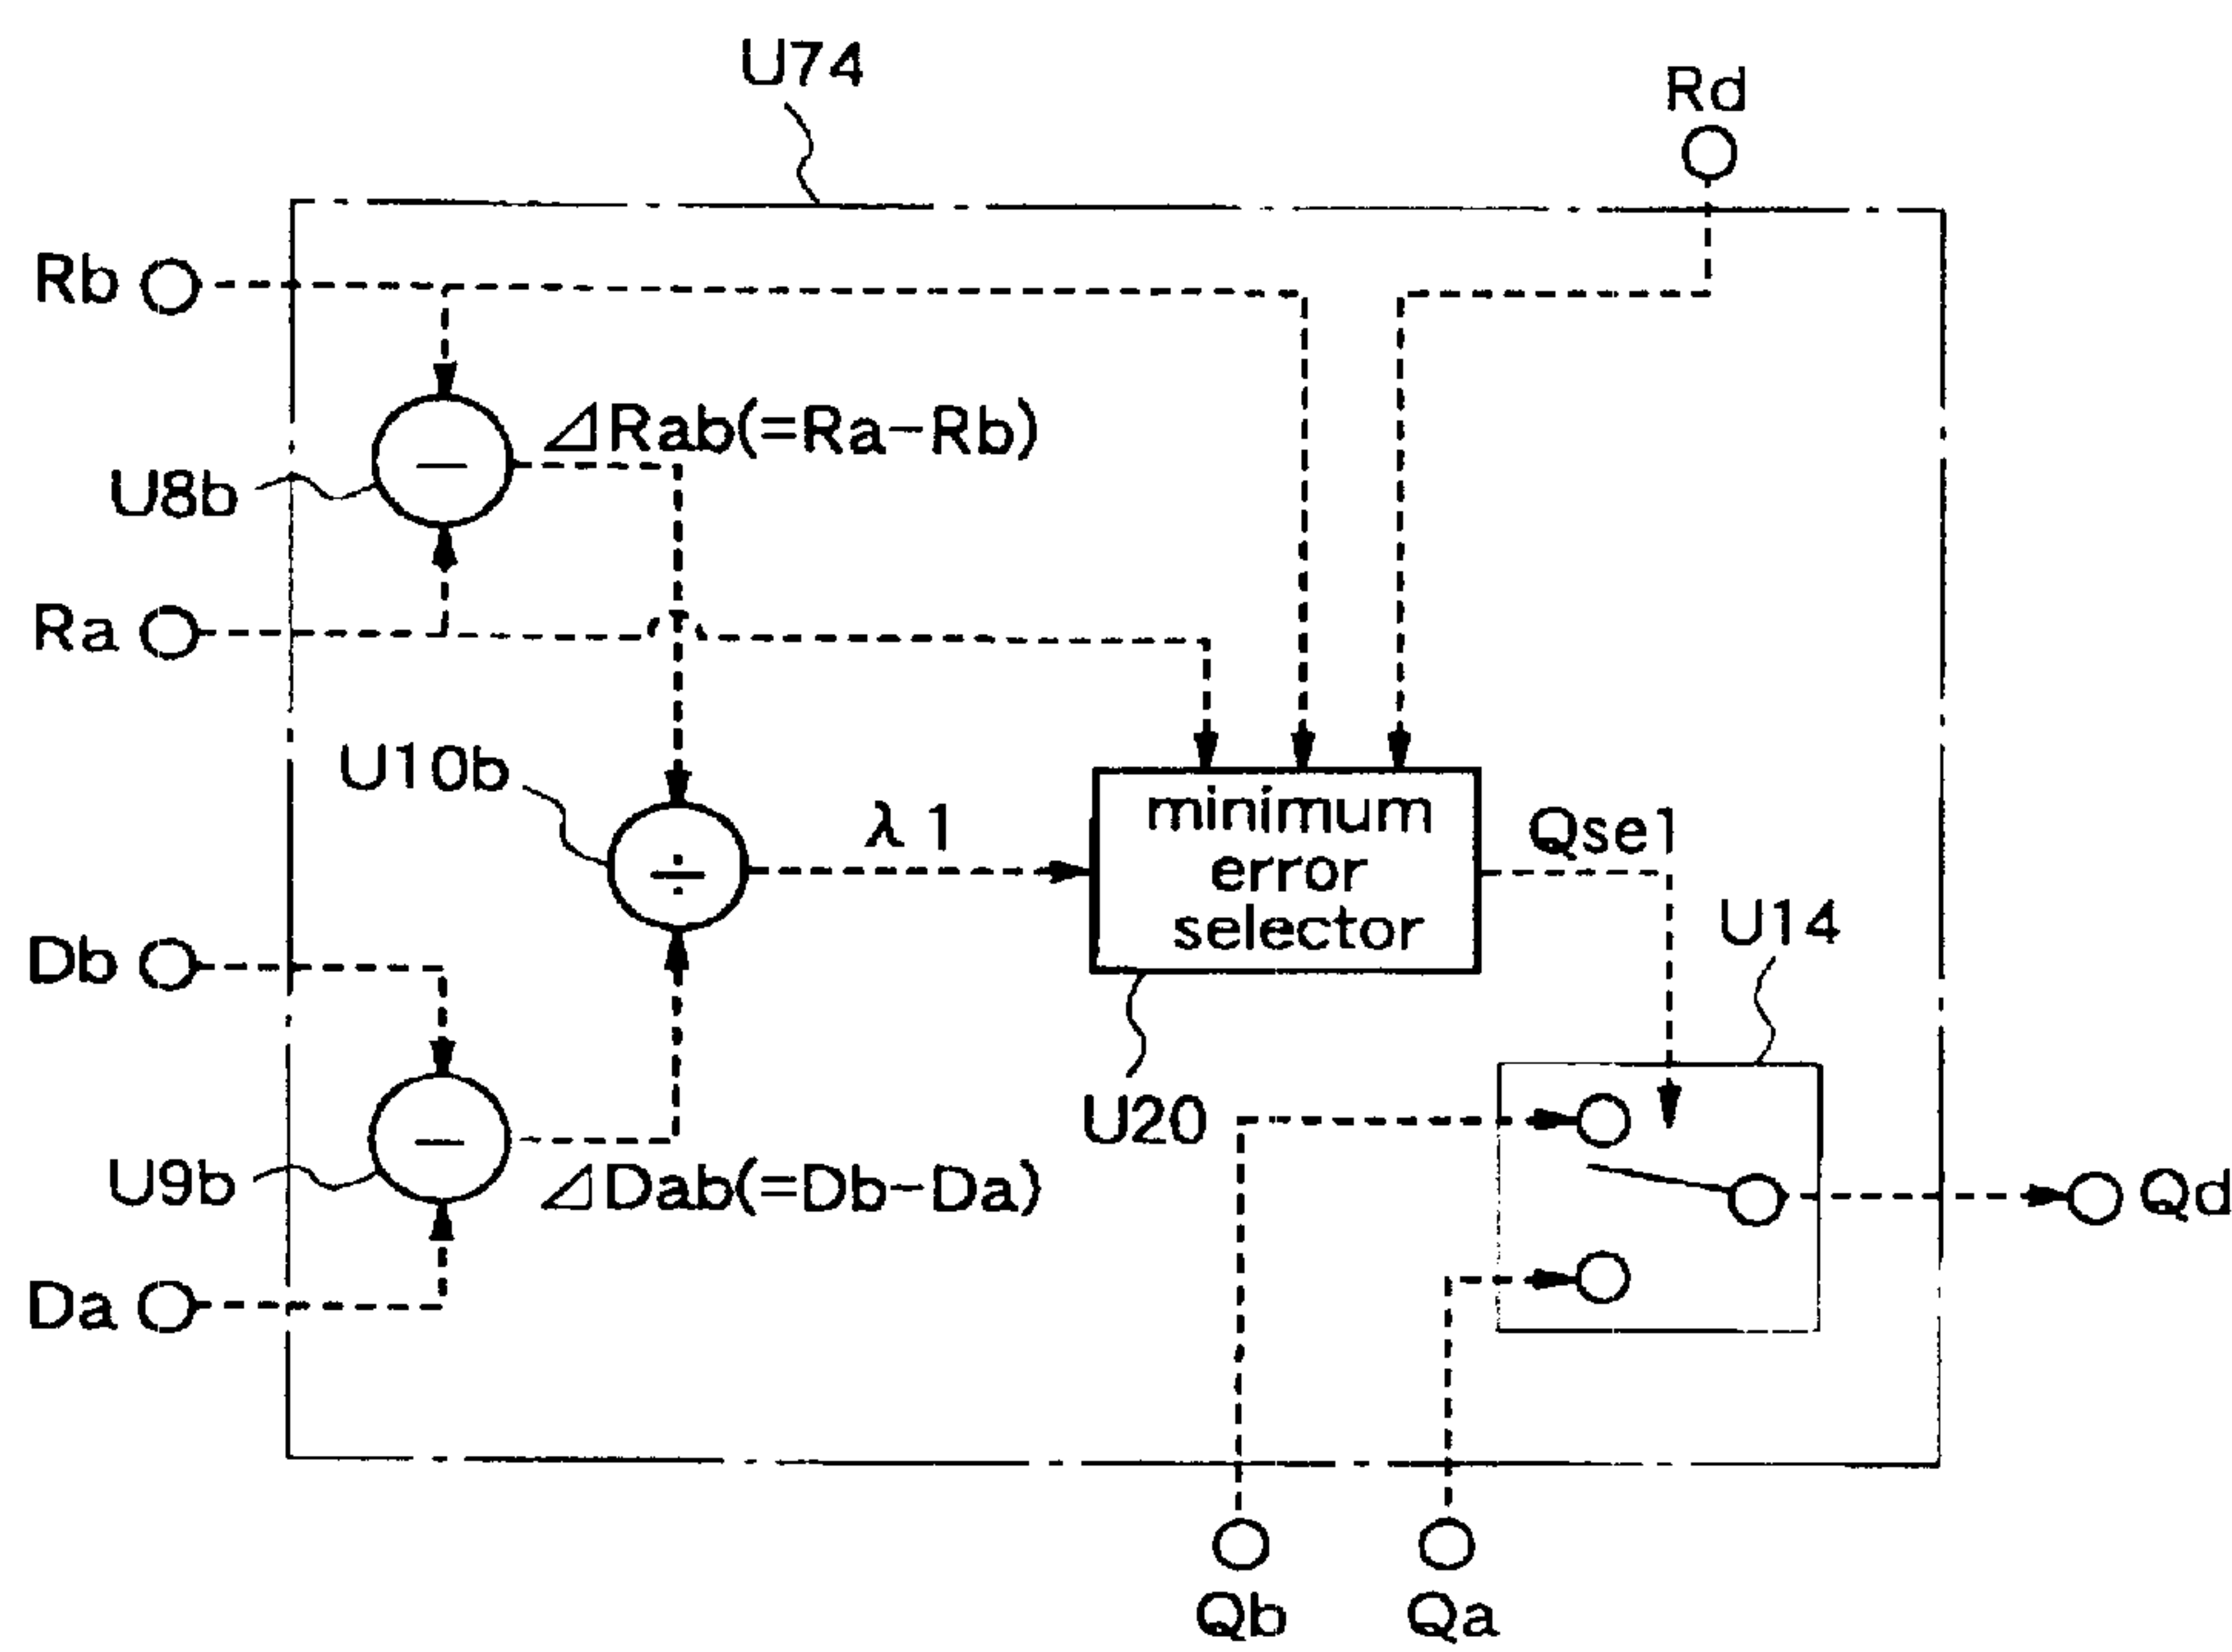 U74
Rd
Rb
⊿Rab(=Ra−Rb)
U8b
Ra
U10b
λ1
minimum
error
selector
Qsel
U14
Db
U20
U9b
⊿Dab(=Db−Da)
Qd
Da
Qb
Qa